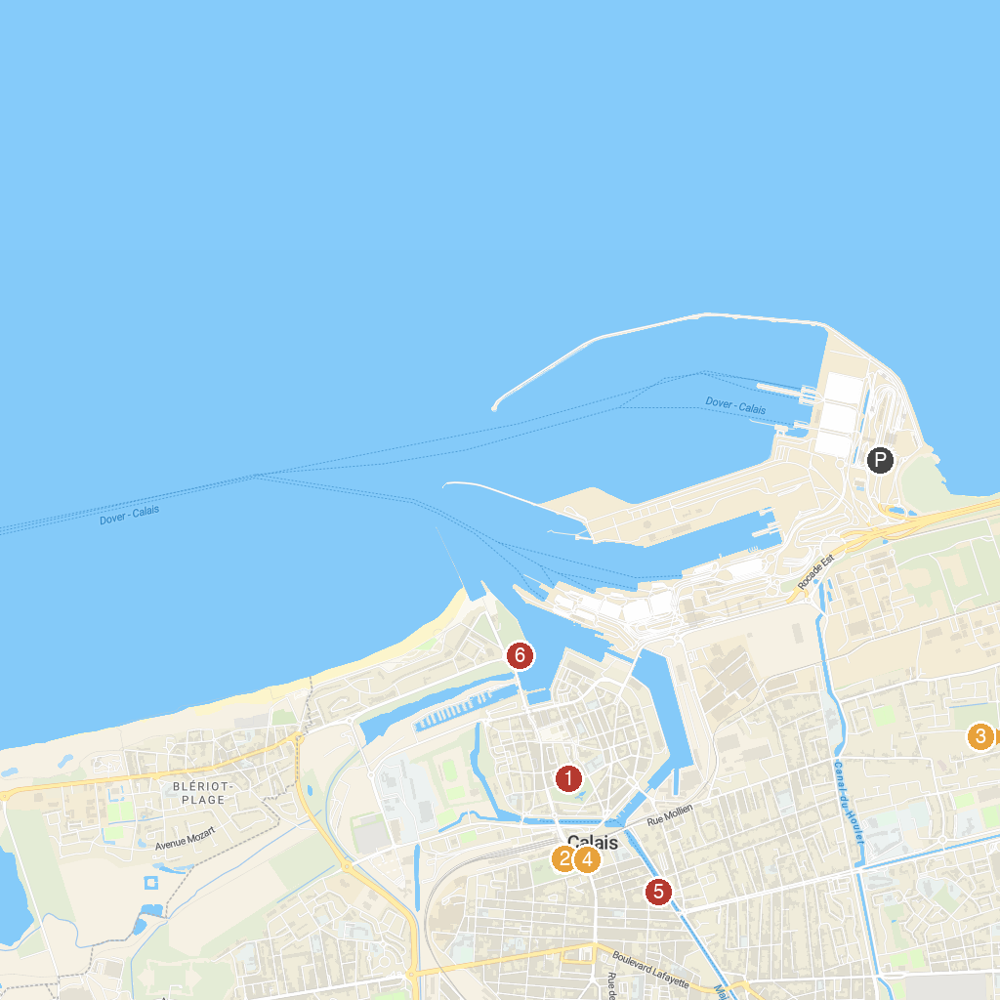 Dover - Calais
P
Dover - Calais
Rocade Est
6
3
BLÉRIOT-
PLAGE
1
Canal du Houlet
Rue Mollien
Avenue Mozart
Calais
2
4
5
Boulevard Lafayette
Rue de